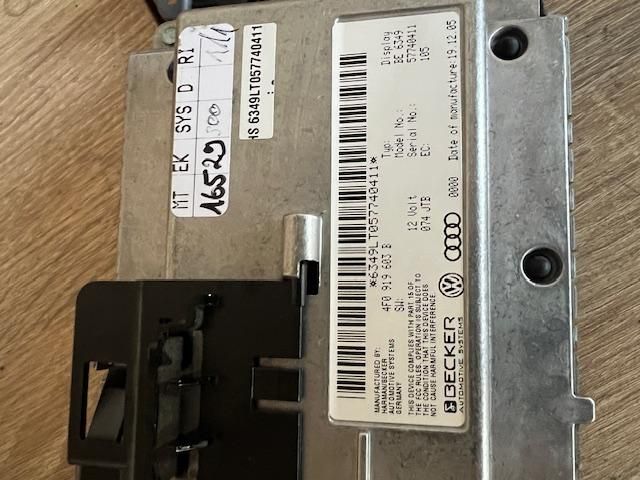 MT EK SYS D RI
16529
HS 6349LT057740411
*6349LT057740411*
4F0 919 603 B
SW:
Typ: Display
Model No.: BE 6349
Serial No.: 57740411
EC: 105
12 Volt
074 JTB
0000 Date of manufacture: 19.12.05
MANUFACTURED BY:
HARMAN/BECKER
AUTOMOTIVE SYSTEMS
GERMANY
THIS DEVICE COMPLIES WITH PART 15 OF
THE FCC RULES. OPERATION IS SUBJECT TO
THE CONDITION THAT THIS DEVICE DOES
NOT CAUSE HARMFUL INTERFERENCE
BECKER
AUTOMOTIVE SYSTEMS